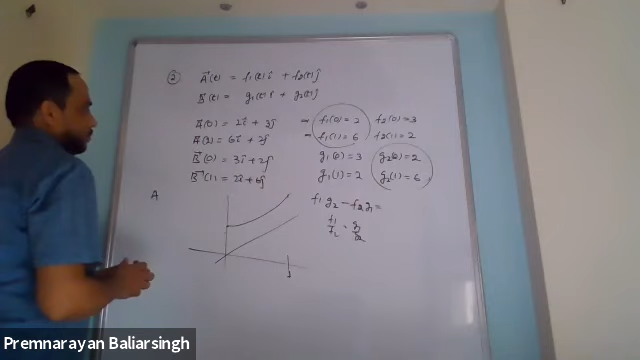 ② A⃗(t) = f₁(t) î + f₂(t) ĵ
B⃗(t) = g₁(t) î + g₂(t) ĵ
A⃗(0) = 2î + 3ĵ ⇒ f₁(0) = 2 f₂(0) = 3
A⃗(1) = 6î + 2ĵ ⇒ f₁(1) = 6 f₂(1) = 2
B⃗(0) = 3î + 2ĵ g₁(0) = 3 g₂(0) = 2
B⃗(1) = 2î + 6ĵ g₁(1) = 2 g₂(1) = 6
A
f₁ g₂ − f₂ g₁ =
f₁/f₂ = g₁/g₂
1
Premnarayan Baliarsingh